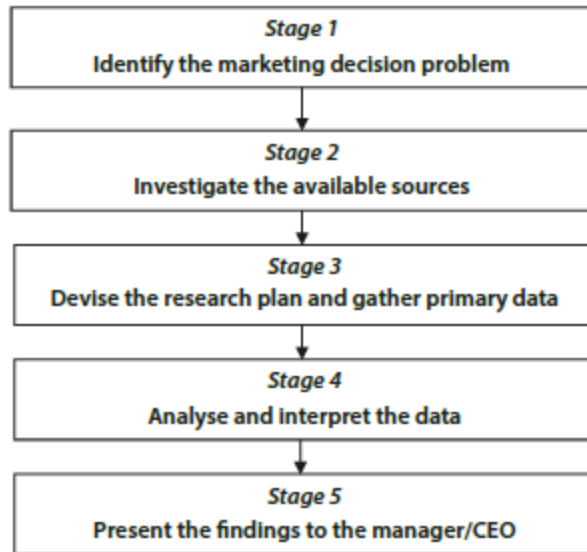 Stage 1
Identify the marketing decision problem
Stage 2
Investigate the available sources
Stage 3
Devise the research plan and gather primary data
Stage 4
Analyse and interpret the data
Stage 5
Present the findings to the manager/CEO